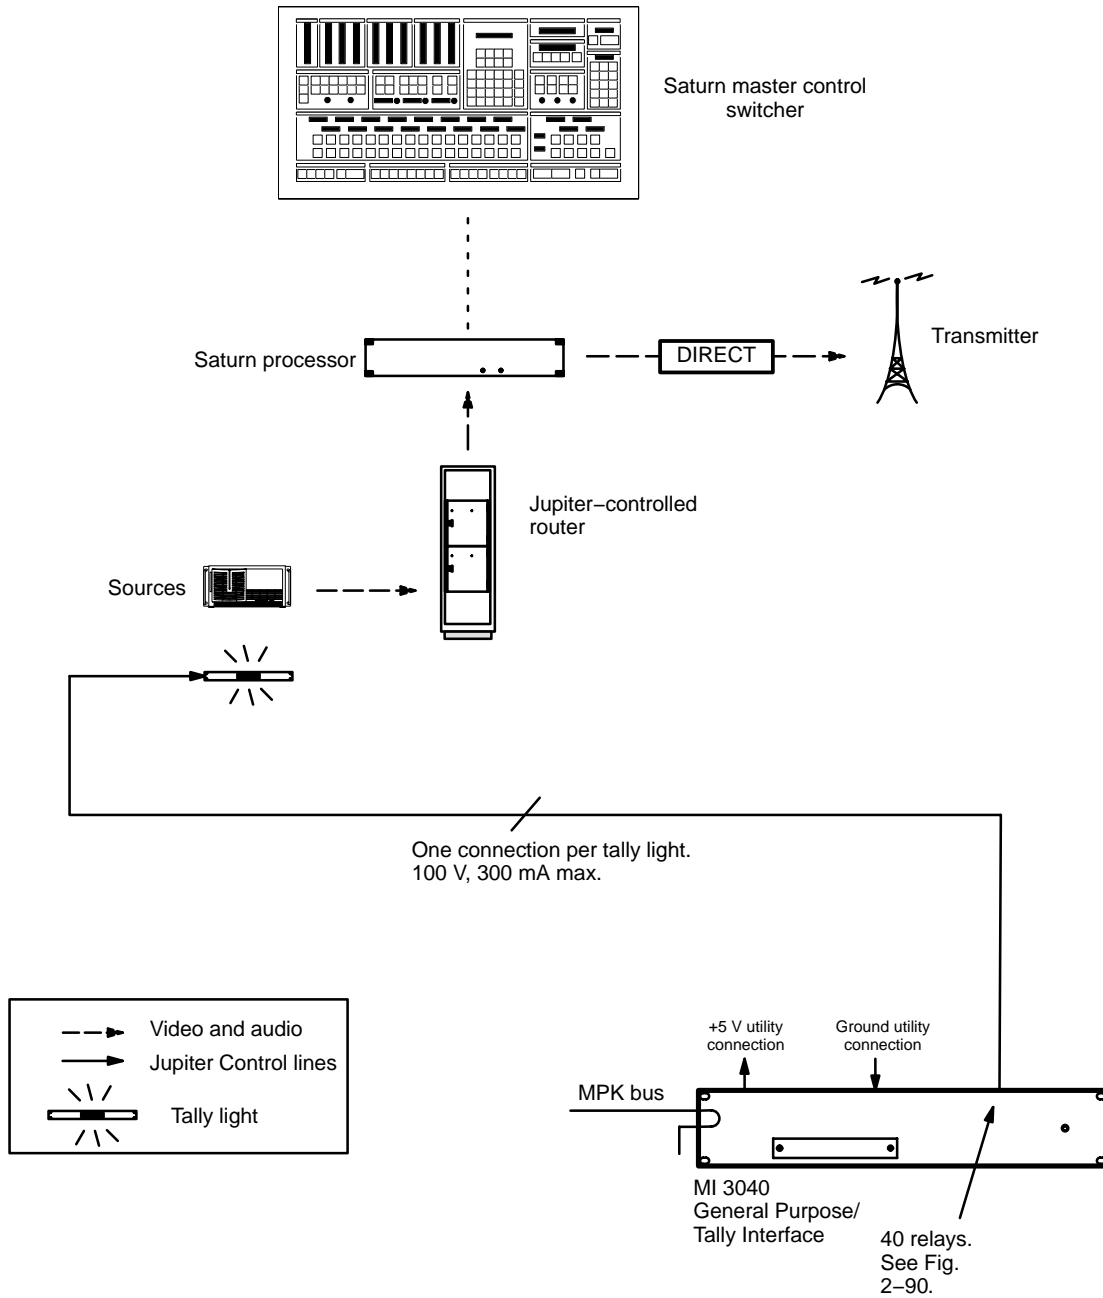 Saturn master control
switcher
Saturn processor
DIRECT
Transmitter
Jupiter−controlled
router
Sources
One connection per tally light.
100 V, 300 mA max.
Video and audio
Jupiter Control lines
Tally light
+5 V utility
connection
Ground utility
connection
MPK bus
MI 3040
General Purpose/
Tally Interface
40 relays.
See Fig.
2−90.